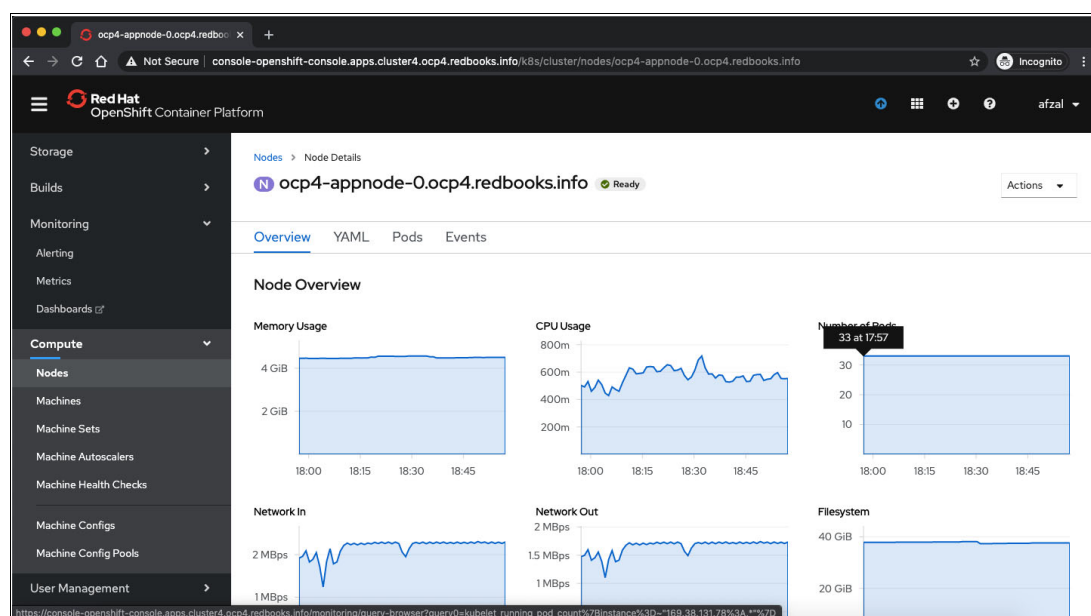 ocp4-appnode-0.ocp4.redboo
Not Secure | console-openshift-console.apps.cluster4.ocp4.redbooks.info/k8s/cluster/nodes/ocp4-appnode-0.ocp4.redbooks.info
Incognito
Red Hat
OpenShift Container Platform
afzal
Storage
Builds
Monitoring
Alerting
Metrics
Dashboards
Compute
Nodes
Machines
Machine Sets
Machine Autoscalers
Machine Health Checks
Machine Configs
Machine Config Pools
User Management
Nodes > Node Details
N ocp4-appnode-0.ocp4.redbooks.info Ready
Actions
Overview YAML Pods Events
Node Overview
Memory Usage
4 GiB
2 GiB
18:00 18:15 18:30 18:45
CPU Usage
800m
600m
400m
200m
18:00 18:15 18:30 18:45
Number of Pods
33 at 17:57
30
20
10
18:00 18:15 18:30 18:45
Network In
2 MBps
1 MBps
Network Out
2 MBps
1.5 MBps
1 MBps
Filesystem
40 GiB
20 GiB
https://console-openshift-console.apps.cluster4.ocp4.redbooks.info/monitoring/query-browser?query0=kubelet_running_pod_count%7Binstance%3D~"169.38.131.78%3A.*"%7D